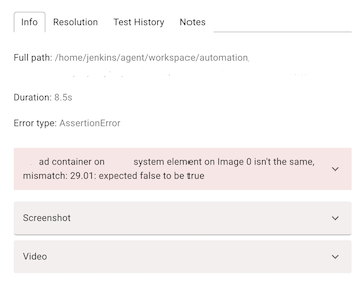 Info Resolution Test History Notes
Full path: /home/jenkins/agent/workspace/automation
Duration: 8.5s
Error type: AssertionError
ad container on system element on Image 0 isn't the same,
mismatch: 29.01: expected false to be true
Screenshot
Video